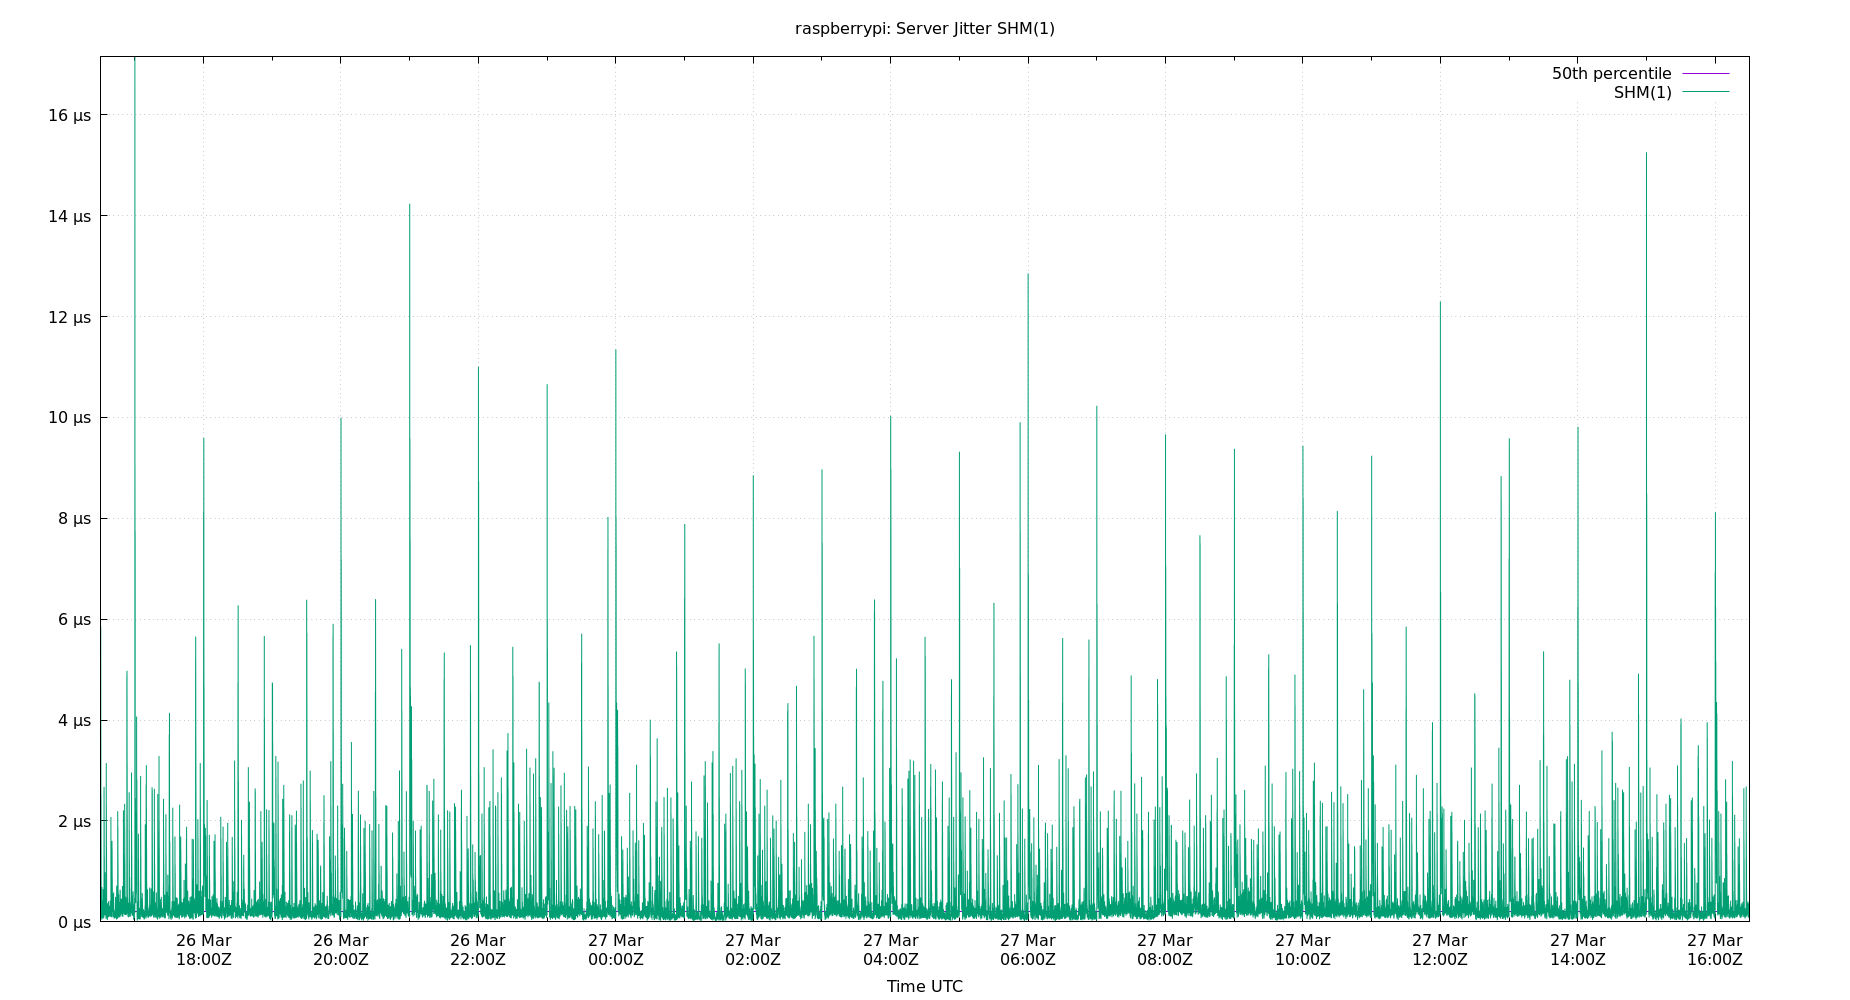 raspberrypi: Server Jitter SHM(1)
50th percentile
SHM(1)
16 µs
14 µs
12 µs
10 µs
8 µs
6 µs
4 µs
2 µs
0 µs
26 Mar 26 Mar 26 Mar 27 Mar 27 Mar 27 Mar 27 Mar 27 Mar 27 Mar 27 Mar 27 Mar 27 Mar
18:00Z 20:00Z 22:00Z 00:00Z 02:00Z 04:00Z 06:00Z 08:00Z 10:00Z 12:00Z 14:00Z 16:00Z
Time UTC